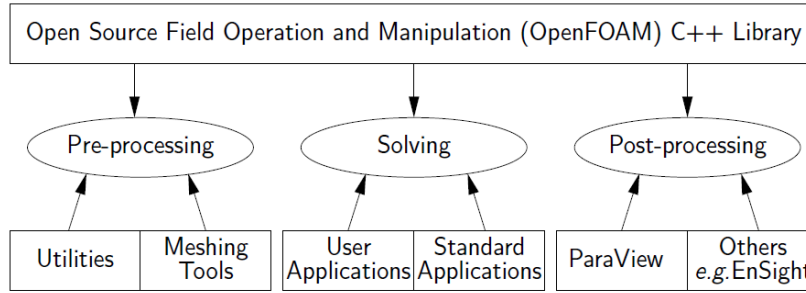 Open Source Field Operation and Manipulation (OpenFOAM) C++ Library
Pre-processing
Solving
Post-processing
Utilities
Meshing
Tools
User
Applications
Standard
Applications
ParaView
Others
e.g.EnSight